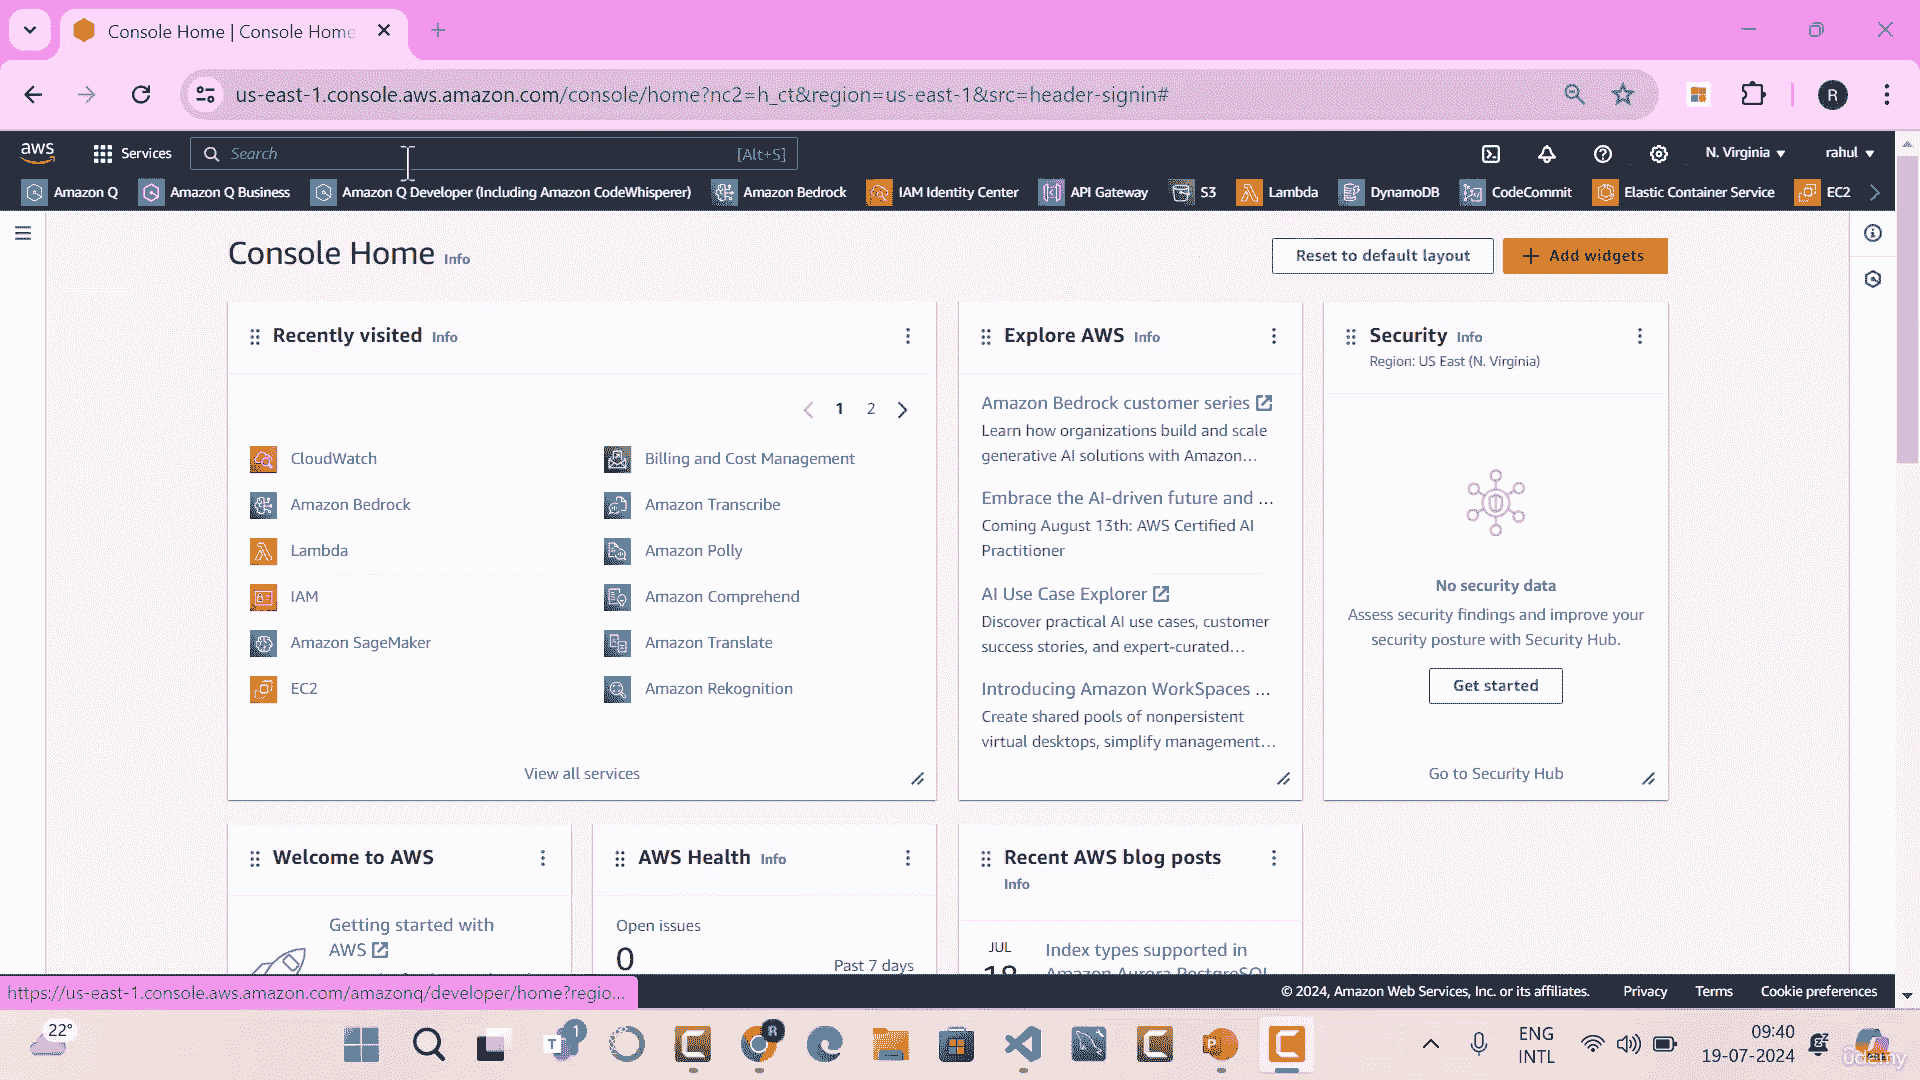 Console Home | Console Home
us-east-1.console.aws.amazon.com/console/home?nc2=h_ct&region=us-east-1&src=header-signin#
R
aws
Services
Search
[Alt+S]
N. Virginia
rahul
Amazon Q
Amazon Q Business
Amazon Q Developer (Including Amazon CodeWhisperer)
Amazon Bedrock
IAM Identity Center
API Gateway
S3
Lambda
DynamoDB
CodeCommit
Elastic Container Service
EC2
Console Home Info
Reset to default layout
Add widgets
Recently visited Info
1 2
CloudWatch
Amazon Bedrock
Lambda
IAM
Amazon SageMaker
EC2
Billing and Cost Management
Amazon Transcribe
Amazon Polly
Amazon Comprehend
Amazon Translate
Amazon Rekognition
View all services
Explore AWS Info
Amazon Bedrock customer series
Learn how organizations build and scale
generative AI solutions with Amazon...
Embrace the AI-driven future and ...
Coming August 13th: AWS Certified AI
Practitioner
AI Use Case Explorer
Discover practical AI use cases, customer
success stories, and expert-curated...
Introducing Amazon WorkSpaces ...
Create shared pools of nonpersistent
virtual desktops, simplify management...
Security Info
Region: US East (N. Virginia)
No security data
Assess security findings and improve your
security posture with Security Hub.
Get started
Go to Security Hub
Welcome to AWS
Getting started with
AWS
AWS Health Info
Open issues
0
Past 7 days
Recent AWS blog posts
Info
JUL
18
Index types supported in
Amazon Aurora PostgreSQL
https://us-east-1.console.aws.amazon.com/amazonq/developer/home?regio...
© 2024, Amazon Web Services, Inc. or its affiliates.
Privacy
Terms
Cookie preferences
22°
T
1
R
P
ENG
INTL
09:40
19-07-2024
ûdemy